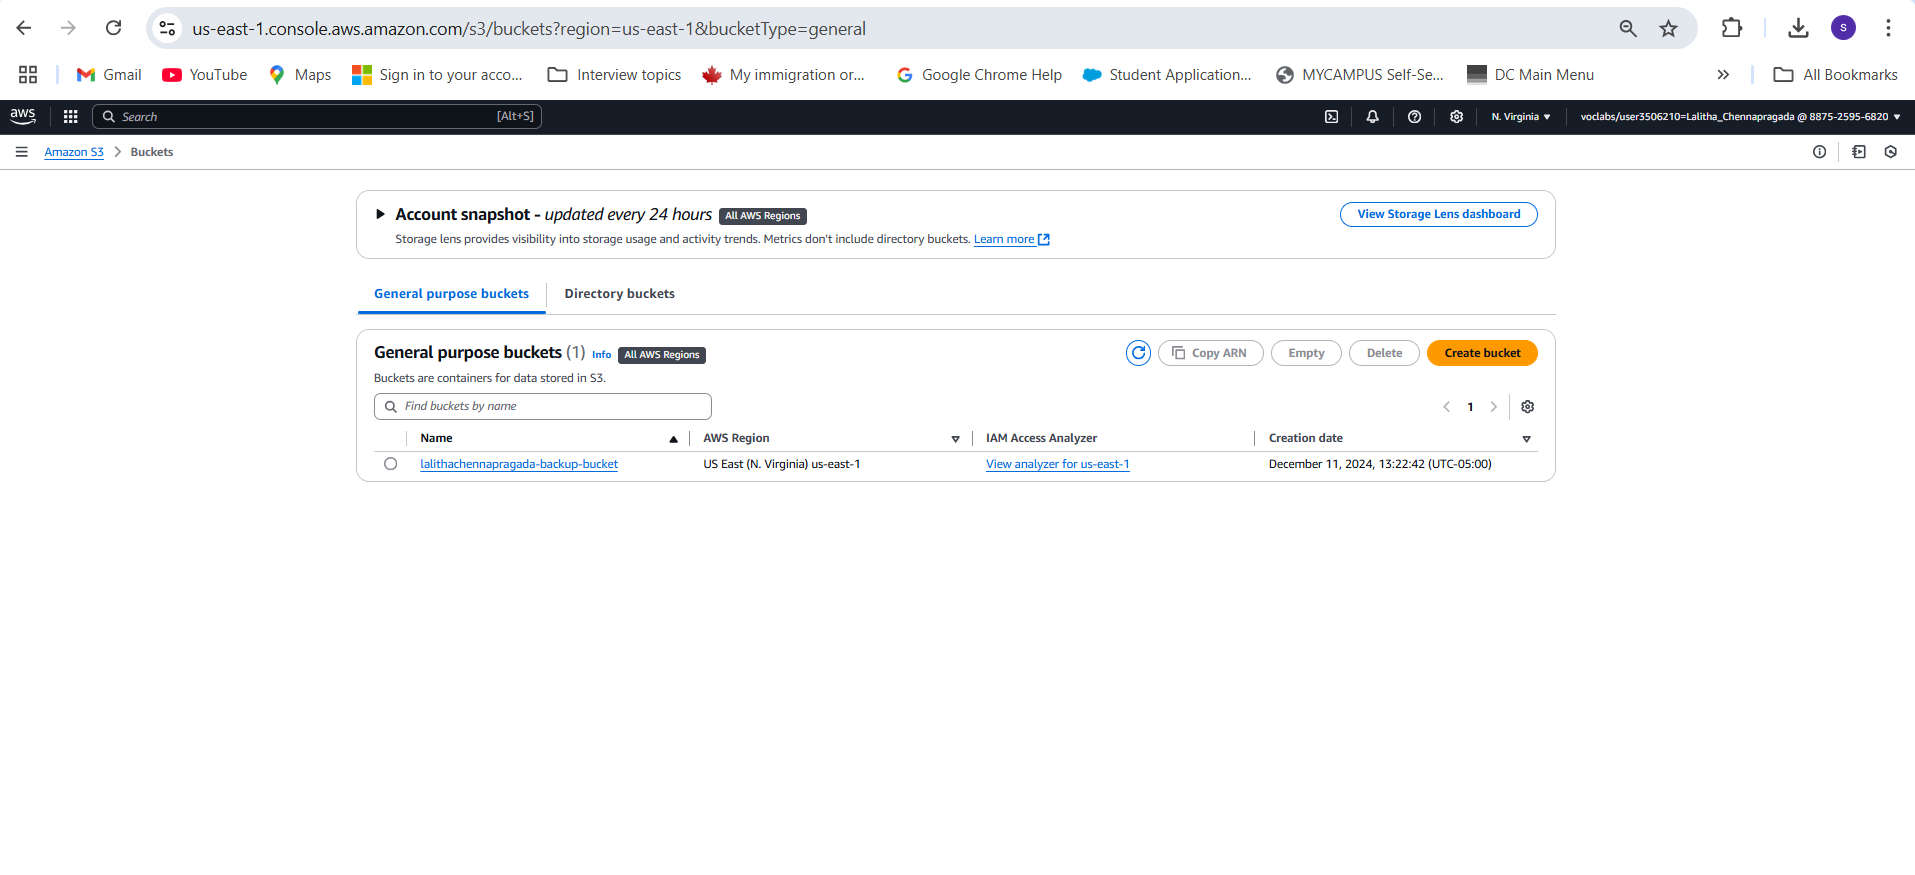 us-east-1.console.aws.amazon.com/s3/buckets?region=us-east-1&bucketType=general
S
Gmail YouTube Maps Sign in to your acco... Interview topics My immigration or... Google Chrome Help Student Application... MYCAMPUS Self-Se... DC Main Menu » All Bookmarks
aws Search [Alt+S] N. Virginia voclabs/user3506210=Lalitha_Chennapragada @ 8875-2595-6820
Amazon S3 > Buckets
Account snapshot - updated every 24 hours All AWS Regions View Storage Lens dashboard
Storage lens provides visibility into storage usage and activity trends. Metrics don't include directory buckets. Learn more
General purpose buckets Directory buckets
General purpose buckets (1) Info All AWS Regions Copy ARN Empty Delete Create bucket
Buckets are containers for data stored in S3.
Find buckets by name 1
Name AWS Region IAM Access Analyzer Creation date
lalithachennapragada-backup-bucket US East (N. Virginia) us-east-1 View analyzer for us-east-1 December 11, 2024, 13:22:42 (UTC-05:00)